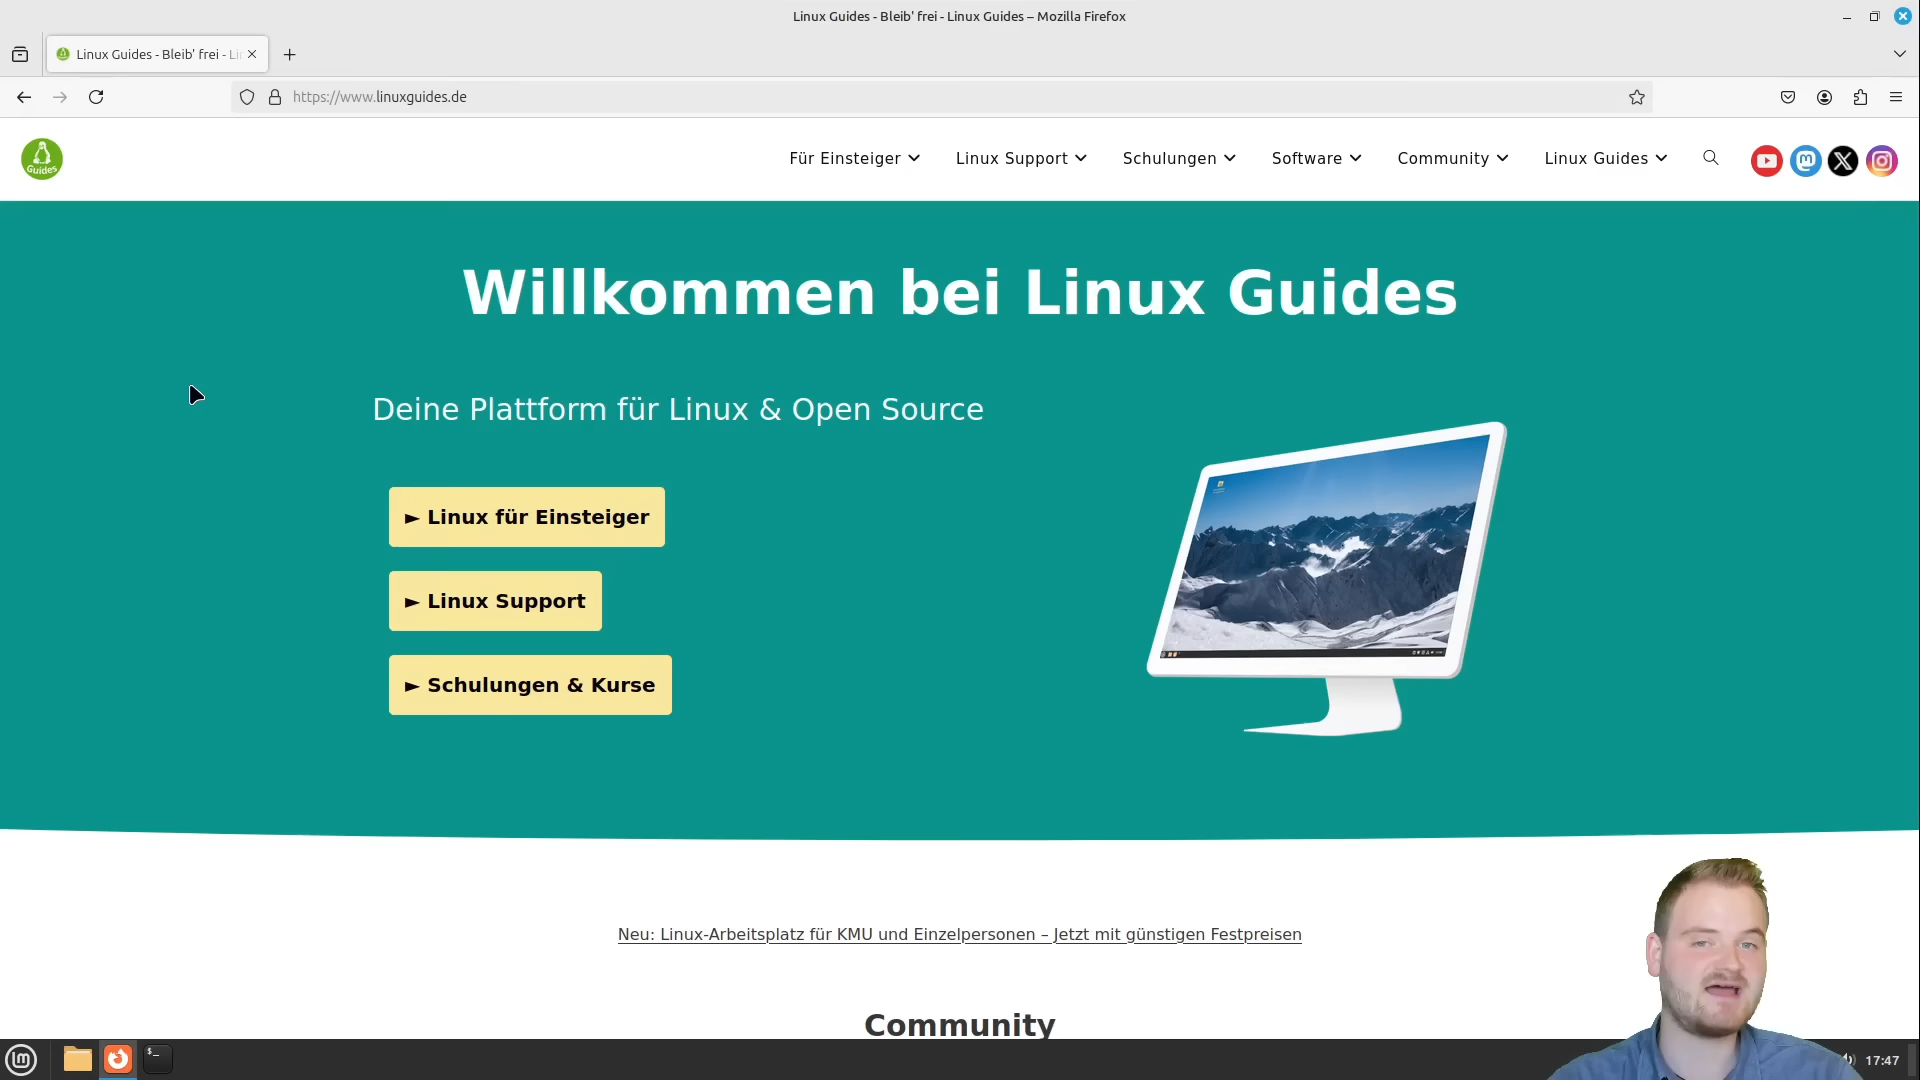 Linux Guides - Bleib' frei - Linux Guides – Mozilla Firefox
Linux Guides - Bleib' frei - Li
https://www.linuxguides.de
Guides
Für Einsteiger
Linux Support
Schulungen
Software
Community
Linux Guides
Willkommen bei Linux Guides
Deine Plattform für Linux & Open Source
► Linux für Einsteiger
► Linux Support
► Schulungen & Kurse
Neu: Linux-Arbeitsplatz für KMU und Einzelpersonen – Jetzt mit günstigen Festpreisen
Community
17:47